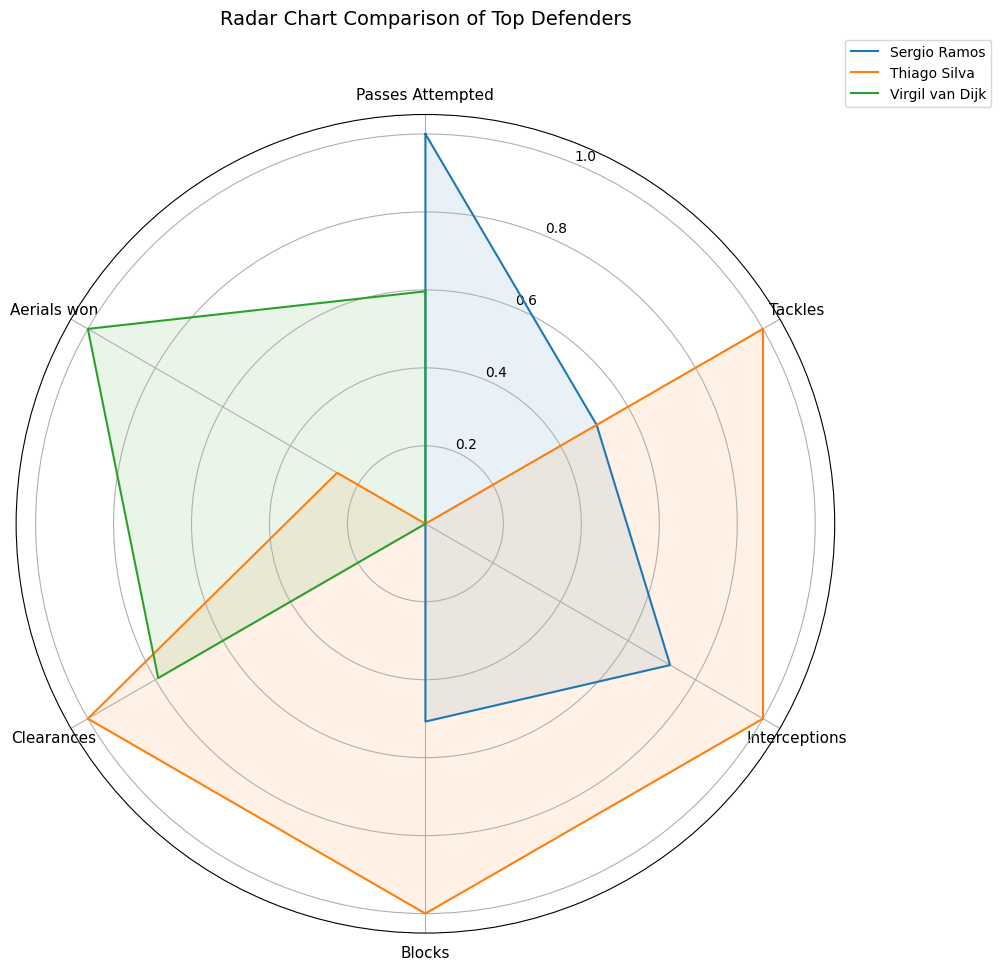 Radar Chart Comparison of Top Defenders
Sergio Ramos
Thiago Silva
Virgil van Dijk
Passes Attempted
1.0
0.8
0.6
0.4
0.2
Tackles
Aerials won
Clearances
Interceptions
Blocks